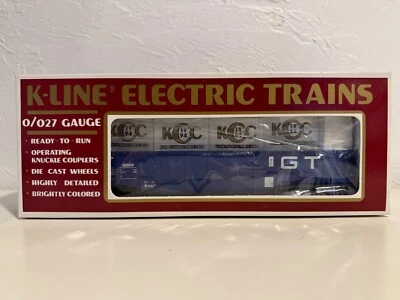 K-LINE® ELECTRIC TRAINS
O/027 GAUGE
• READY-TO-RUN
• OPERATING
KNUCKLE COUPLERS
• DIE CAST WHEELS
• HIGHLY DETAILED
• BRIGHTLY COLORED
KCC KCC KCC KCC
GT